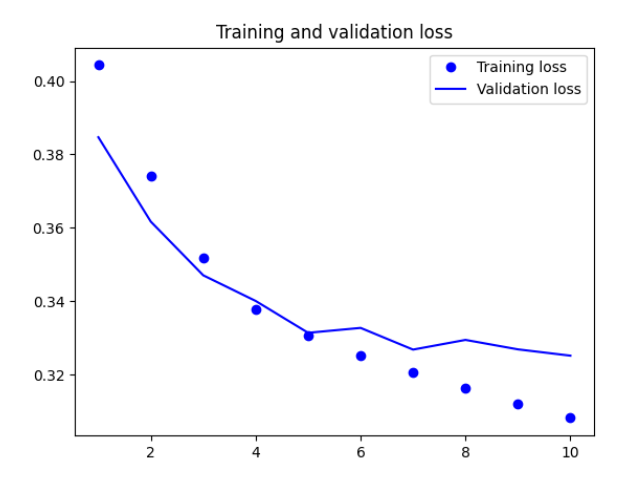 Training and validation loss
Training loss
Validation loss
0.40
0.38
0.36
0.34
0.32
2 4 6 8 10